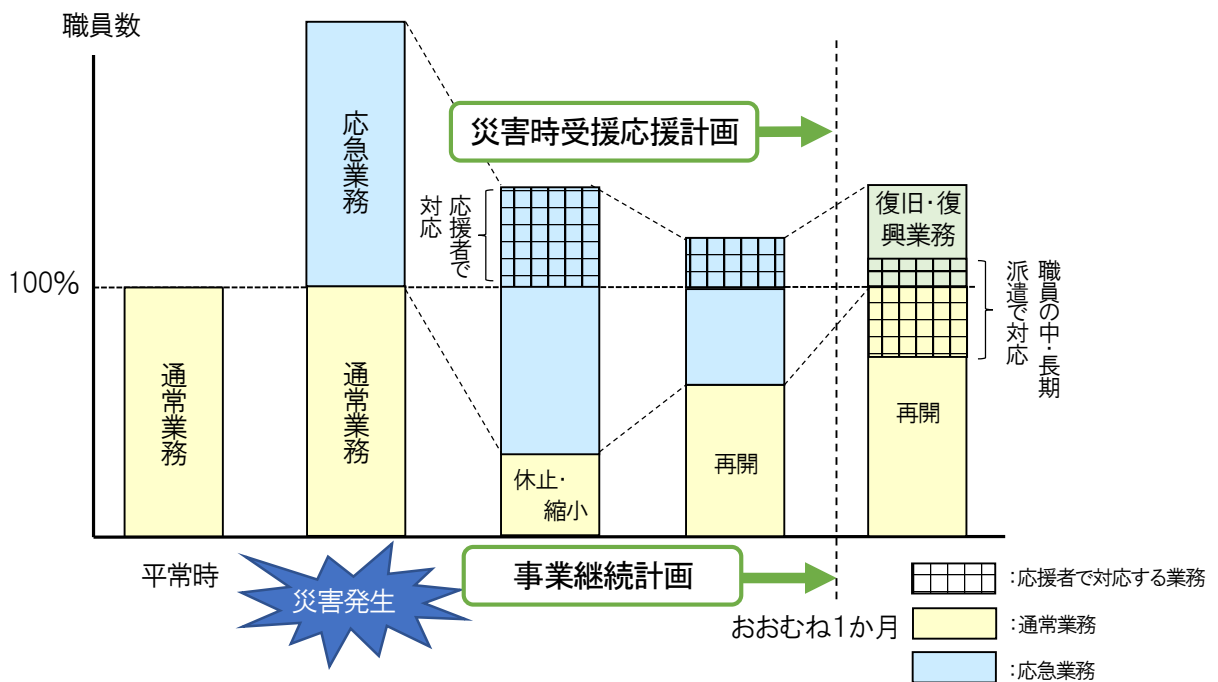 職員数
災害時受援応援計画
応急業務
応援者で
対応
復旧・復
興業務
100%
職員の中・長期
派遣で対応
通常業務
通常業務
再開
再開
休止・
縮小
平常時
災害発生
事業継続計画
おおむね1か月
:応援者で対応する業務
:通常業務
:応急業務